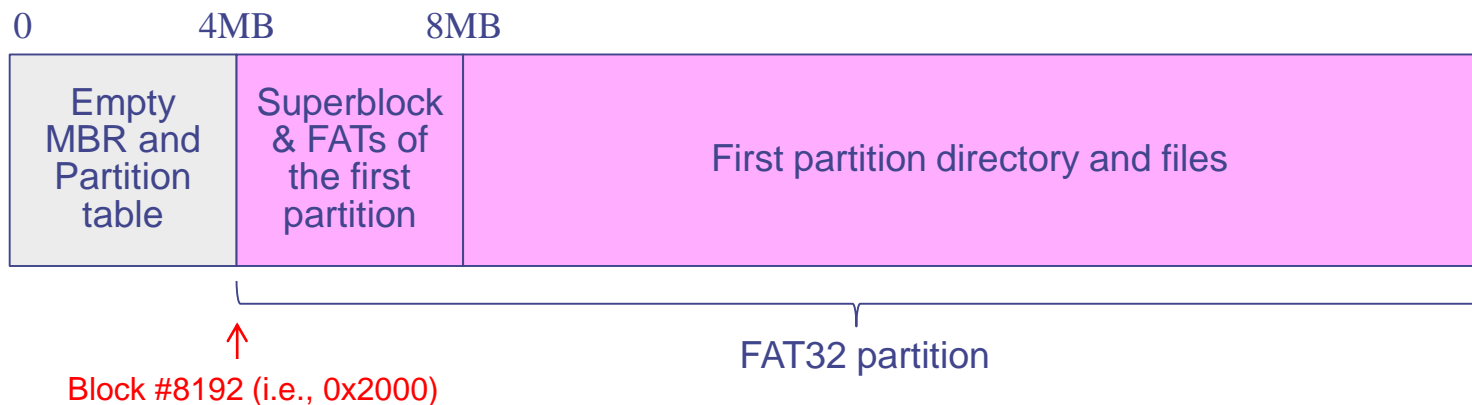 0 4MB 8MB
Empty
MBR and
Partition
table
Superblock
& FATs of
the first
partition
First partition directory and files
FAT32 partition
Block #8192 (i.e., 0x2000)